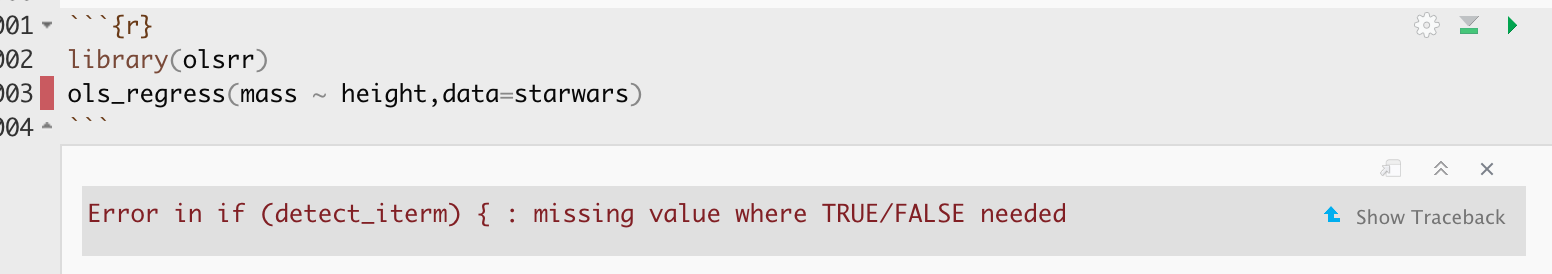 001 ```{r}
002 library(olsrr)
003 ols_regress(mass ~ height,data=starwars)
004 ```
Error in if (detect_iterm) { : missing value where TRUE/FALSE needed
Show Traceback